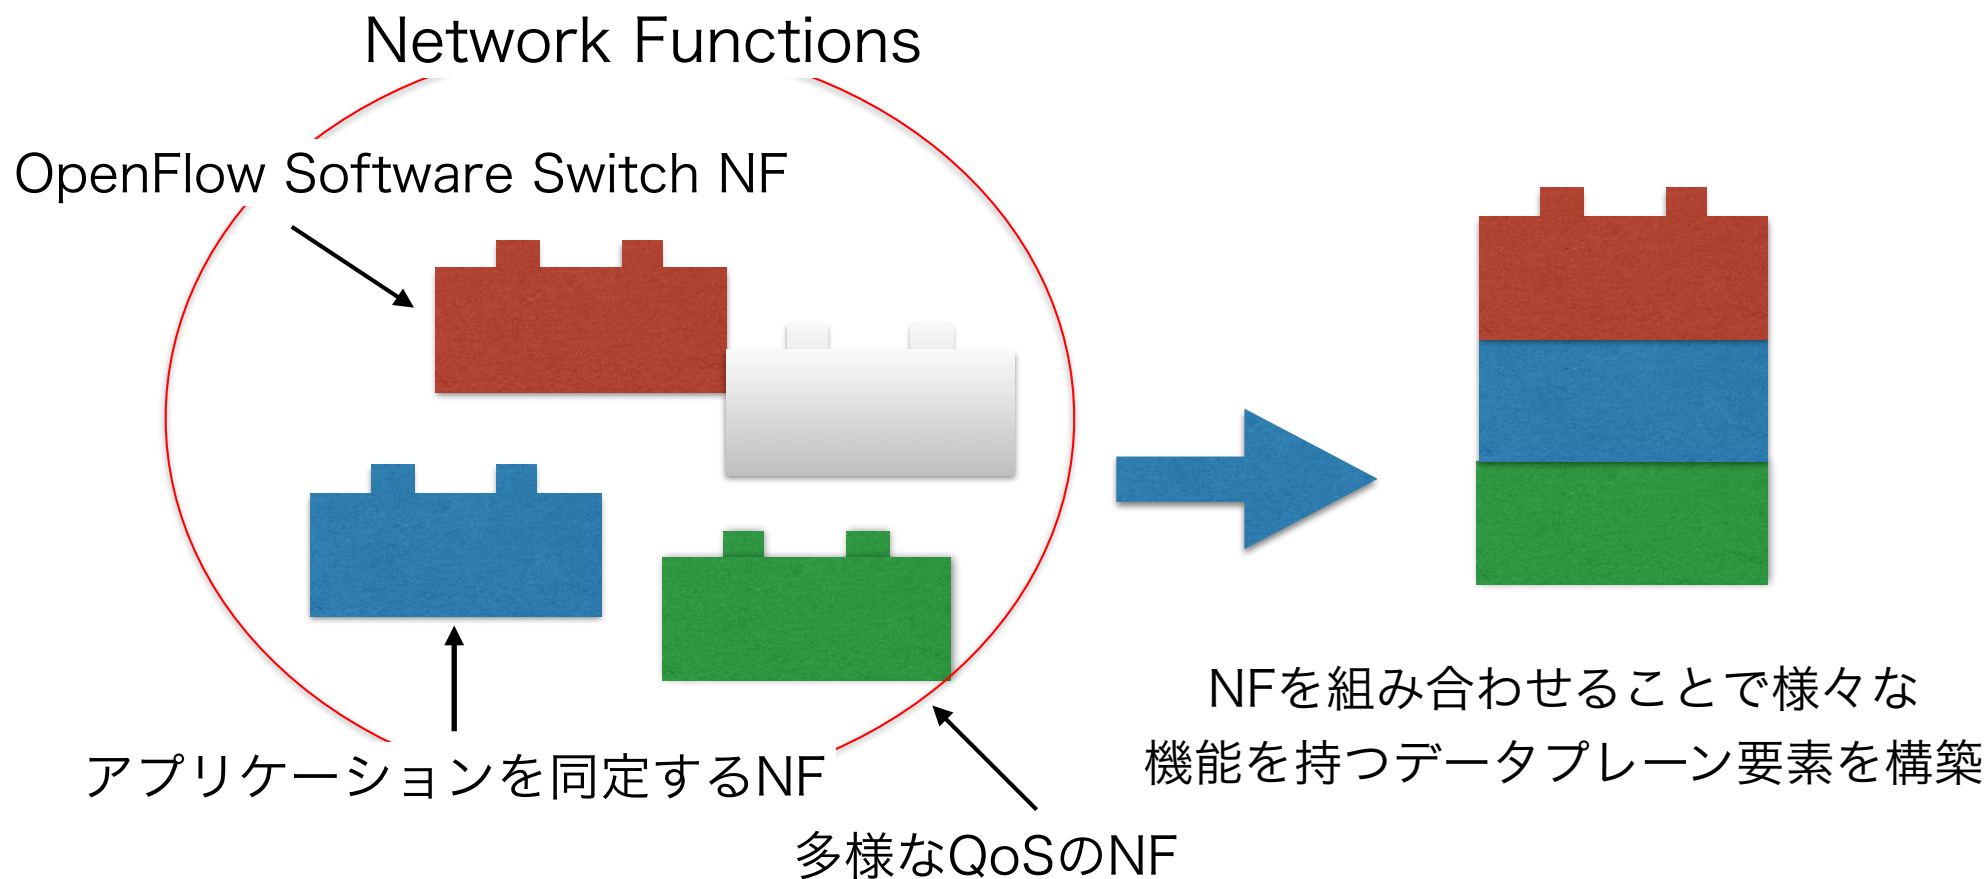 Network Functions
OpenFlow Software Switch NF
アプリケーションを同定するNF
多様なQoSのNF
NFを組み合わせることで様々な
機能を持つデータプレーン要素を構築